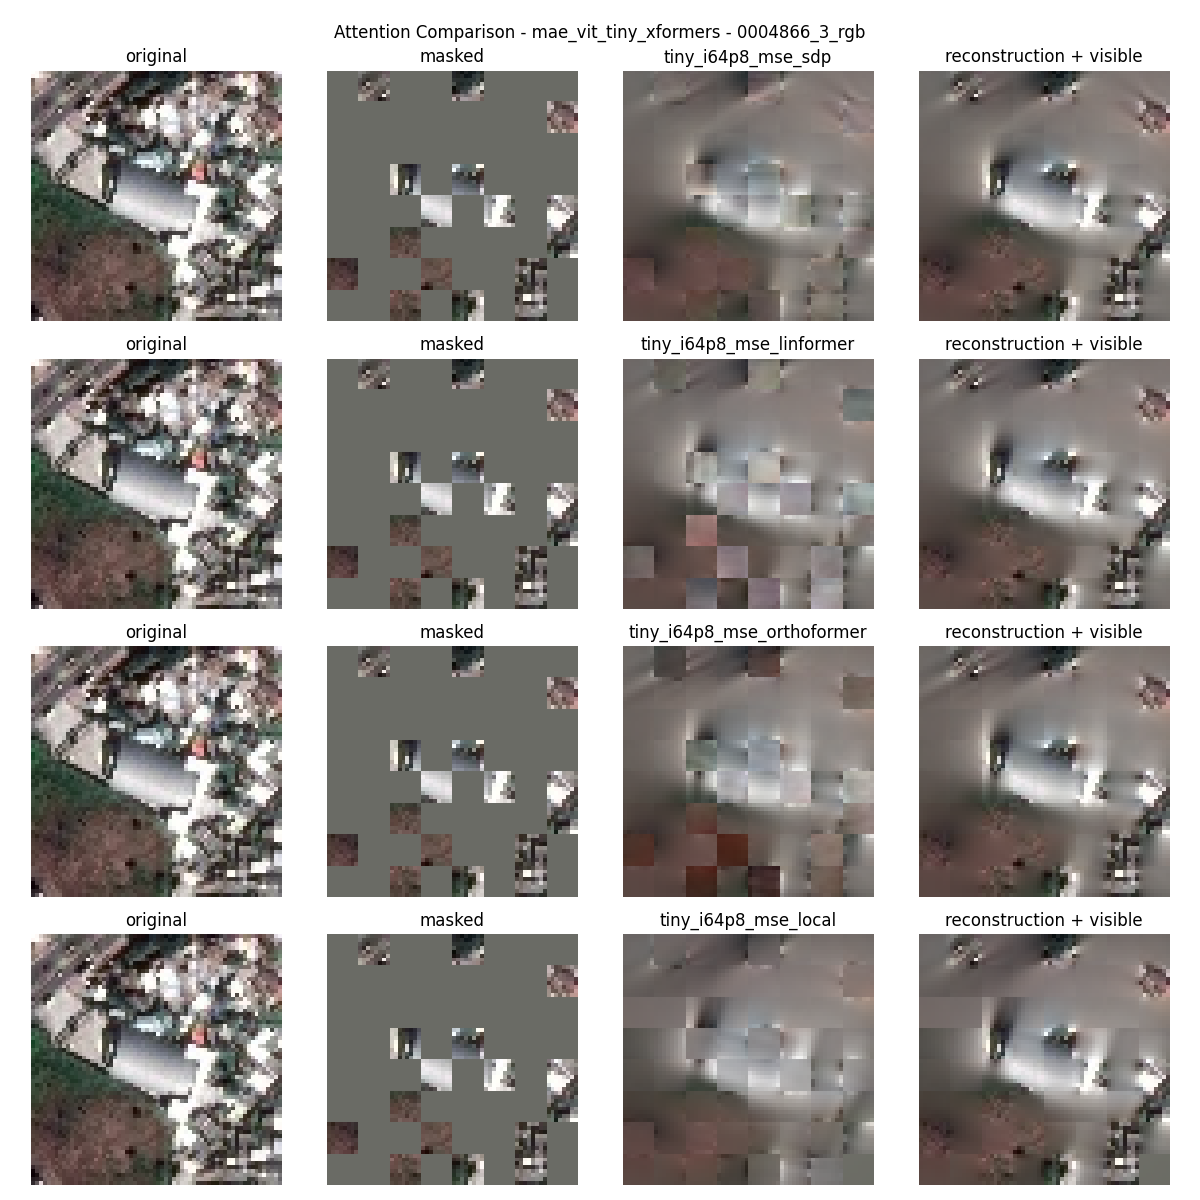 Attention Comparison - mae_vit_tiny_xformers - 0004866_3_rgb
original masked tiny_i64p8_mse_sdp reconstruction + visible
original masked tiny_i64p8_mse_linformer reconstruction + visible
original masked tiny_i64p8_mse_orthoformer reconstruction + visible
original masked tiny_i64p8_mse_local reconstruction + visible